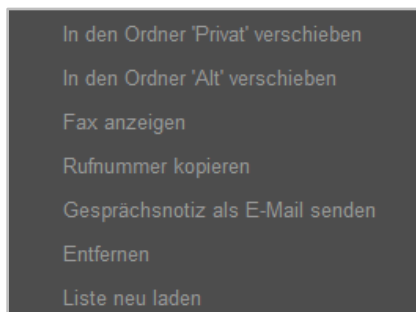 In den Ordner 'Privat' verschieben
In den Ordner 'Alt' verschieben
Fax anzeigen
Rufnummer kopieren
Gesprächsnotiz als E-Mail senden
Entfernen
Liste neu laden